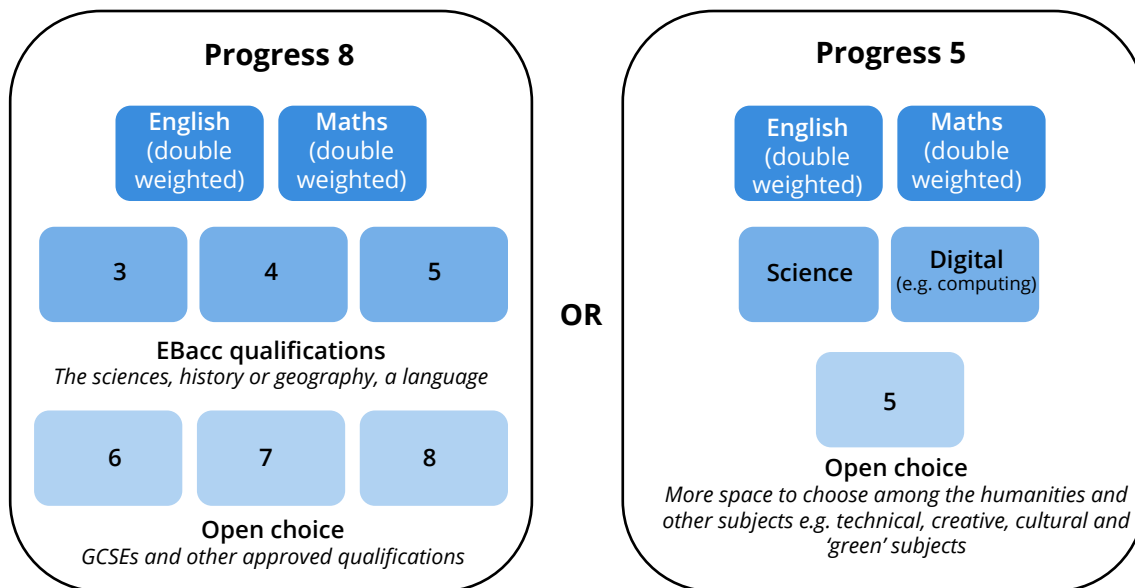 Progress 8
English
(double
weighted)
Maths
(double
weighted)
3
4
5
EBacc qualifications
The sciences, history or geography, a language
6
7
8
Open choice
GCSEs and other approved qualifications
OR
Progress 5
English
(double
weighted)
Maths
(double
weighted)
Science
Digital
(e.g. computing)
5
Open choice
More space to choose among the humanities and
other subjects e.g. technical, creative, cultural and
‘green’ subjects